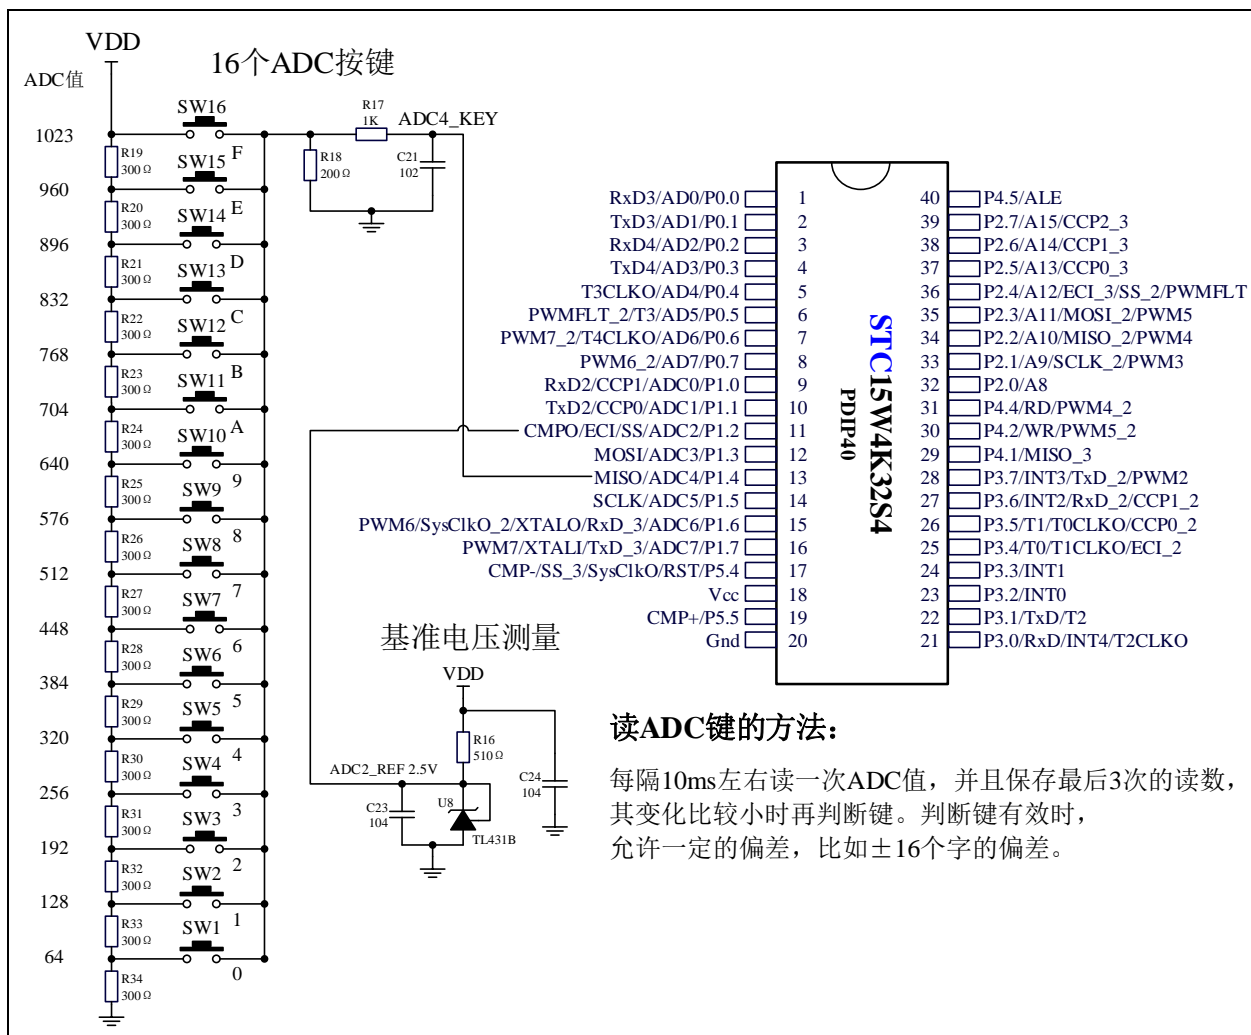 VDD
16个ADC按键
ADC值
1023
SW16
R17
1K
ADC4_KEY
R19
300Ω
SW15
F
R18
200Ω
C21
102
960
R20
300Ω
SW14
E
896
R21
300Ω
SW13
D
832
R22
300Ω
SW12
C
768
R23
300Ω
SW11
B
704
R24
300Ω
SW10
A
640
R25
300Ω
SW9
9
576
R26
300Ω
SW8
8
512
R27
300Ω
SW7
7
448
R28
300Ω
SW6
6
384
R29
300Ω
SW5
5
320
R30
300Ω
SW4
4
256
R31
300Ω
SW3
3
192
R32
300Ω
SW2
2
128
R33
300Ω
SW1
1
64
R34
300Ω
0
RxD3/AD0/P0.0 1 40 P4.5/ALE
TxD3/AD1/P0.1 2 39 P2.7/A15/CCP2_3
RxD4/AD2/P0.2 3 38 P2.6/A14/CCP1_3
TxD4/AD3/P0.3 4 37 P2.5/A13/CCP0_3
T3CLKO/AD4/P0.4 5 36 P2.4/A12/ECI_3/SS_2/PWMFLT
PWMFLT_2/T3/AD5/P0.5 6 35 P2.3/A11/MOSI_2/PWM5
PWM7_2/T4CLKO/AD6/P0.6 7 34 P2.2/A10/MISO_2/PWM4
PWM6_2/AD7/P0.7 8 33 P2.1/A9/SCLK_2/PWM3
RxD2/CCP1/ADC0/P1.0 9 32 P2.0/A8
TxD2/CCP0/ADC1/P1.1 10 31 P4.4/RD/PWM4_2
CMPO/ECI/SS/ADC2/P1.2 11 30 P4.2/WR/PWM5_2
MOSI/ADC3/P1.3 12 29 P4.1/MISO_3
MISO/ADC4/P1.4 13 28 P3.7/INT3/TxD_2/PWM2
SCLK/ADC5/P1.5 14 27 P3.6/INT2/RxD_2/CCP1_2
PWM6/SysClkO_2/XTALO/RxD_3/ADC6/P1.6 15 26 P3.5/T1/T0CLKO/CCP0_2
PWM7/XTALI/TxD_3/ADC7/P1.7 16 25 P3.4/T0/T1CLKO/ECI_2
CMP-/SS_3/SysClkO/RST/P5.4 17 24 P3.3/INT1
Vcc 18 23 P3.2/INT0
CMP+/P5.5 19 22 P3.1/TxD/T2
Gnd 20 21 P3.0/RxD/INT4/T2CLKO
STC15W4K32S4
PDIP40
基准电压测量
VDD
R16
510Ω
ADC2_REF 2.5V
C24
104
C23
104
U8
TL431B
读ADC键的方法：
每隔10ms左右读一次ADC值，并且保存最后3次的读数，
其变化比较小时再判断键。判断键有效时，
允许一定的偏差，比如±16个字的偏差。